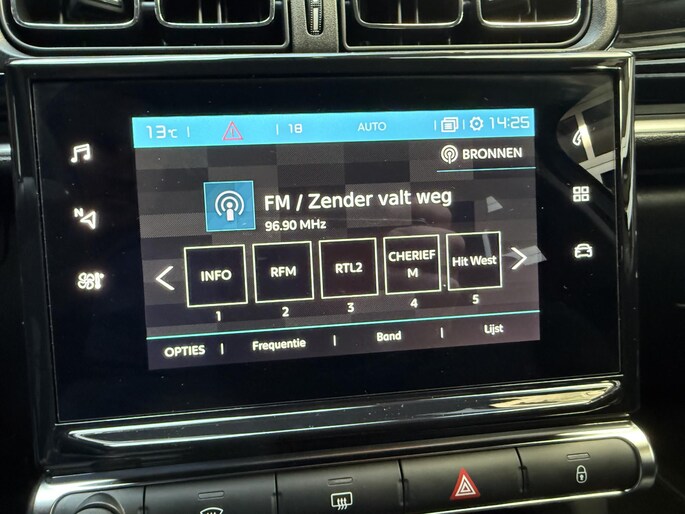 13°C 18 AUTO 14:25
BRONNEN
FM / Zender valt weg
96.90 MHz
INFO RFM RTL2 CHERIEF Hit West
M
1 2 3 4 5
OPTIES Frequentie Band Lijst
N